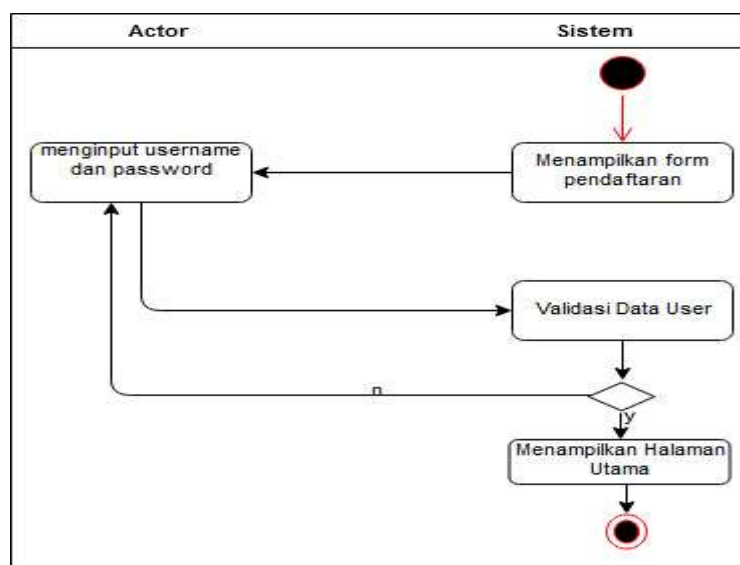 Actor
Sistem
menginput username
dan password
Menampilkan form
pendaftaran
Validasi Data User
n
y
Menampilkan Halaman
Utama